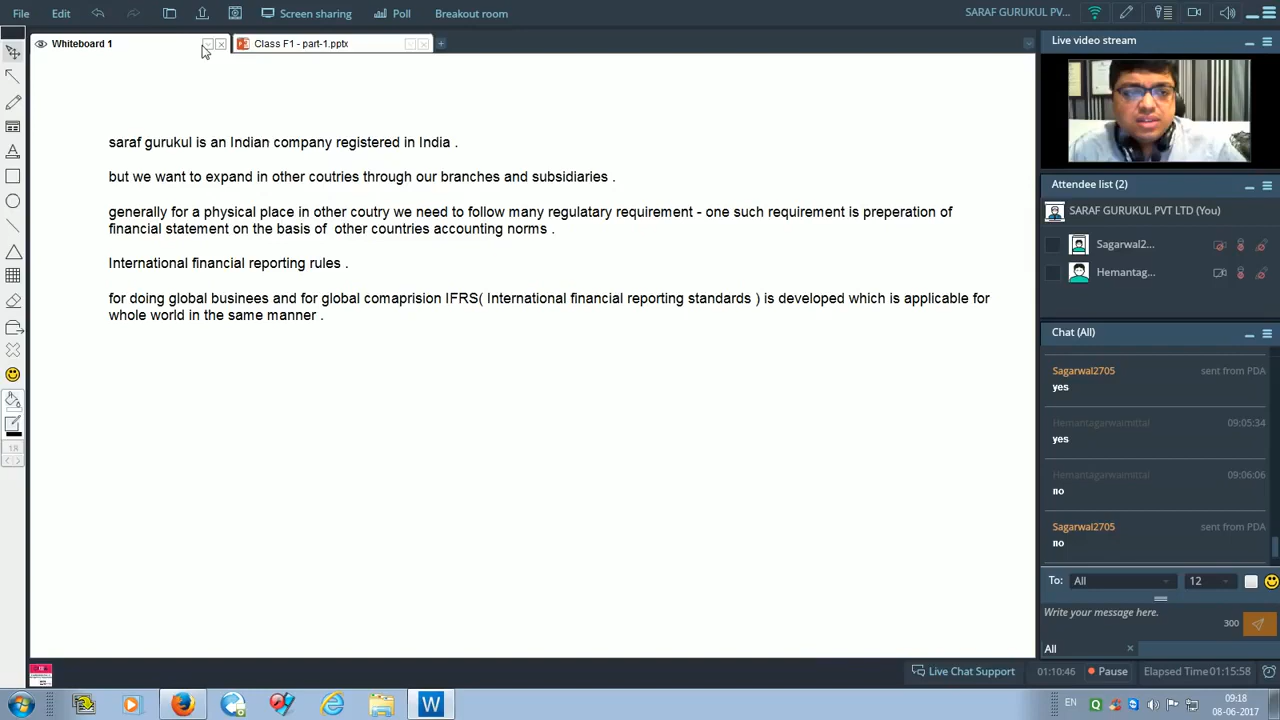 File Edit Screen sharing Poll Breakout room SARAF GURUKUL PV...
Whiteboard 1 Class F1 - part-1.pptx
Live video stream
saraf gurukul is an Indian company registered in India .
but we want to expand in other coutries through our branches and subsidiaries .
generally for a physical place in other coutry we need to follow many regulatary requirement - one such requirement is preperation of
financial statement on the basis of other countries accounting norms .
International financial reporting rules .
for doing global businees and for global comaprision IFRS( International financial reporting standards ) is developed which is applicable for
whole world in the same manner .
Attendee list (2)
SARAF GURUKUL PVT LTD (You)
Sagarwal2...
Hemantag...
Chat (All)
Sagarwal2705 sent from PDA
yes
Hemantagarwalmittal 09:05:34
yes
Hemantagarwalmittal 09:06:06
no
Sagarwal2705 sent from PDA
no
To: All 12
Write your message here.
300
All
18
Live Chat Support 01:10:46 Pause Elapsed Time: 01:15:58
EN 09:18
08-06-2017